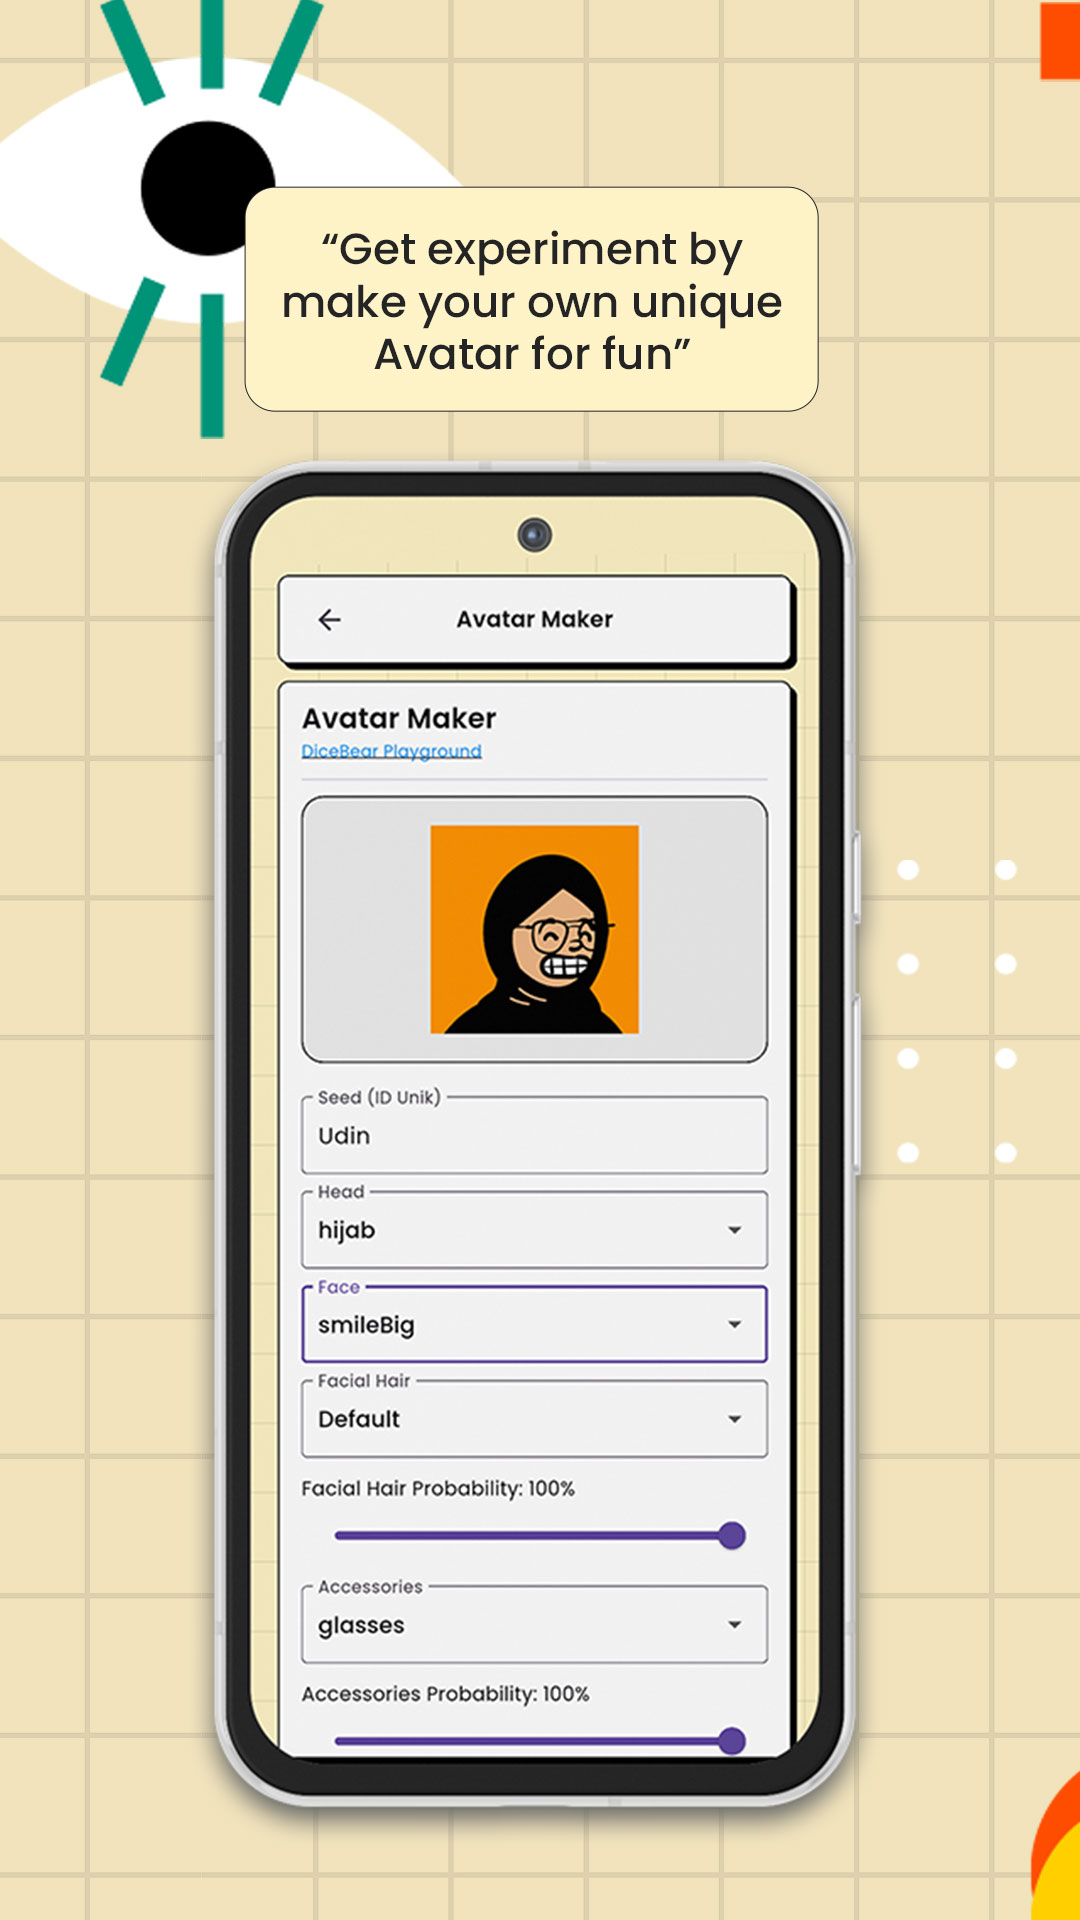 “Get experiment by
make your own unique
Avatar for fun”
Avatar Maker
Avatar Maker
DiceBear Playground
Seed (ID Unik)
Udin
Head
hijab
Face
smileBig
Facial Hair
Default
Facial Hair Probability: 100%
Accessories
glasses
Accessories Probability: 100%